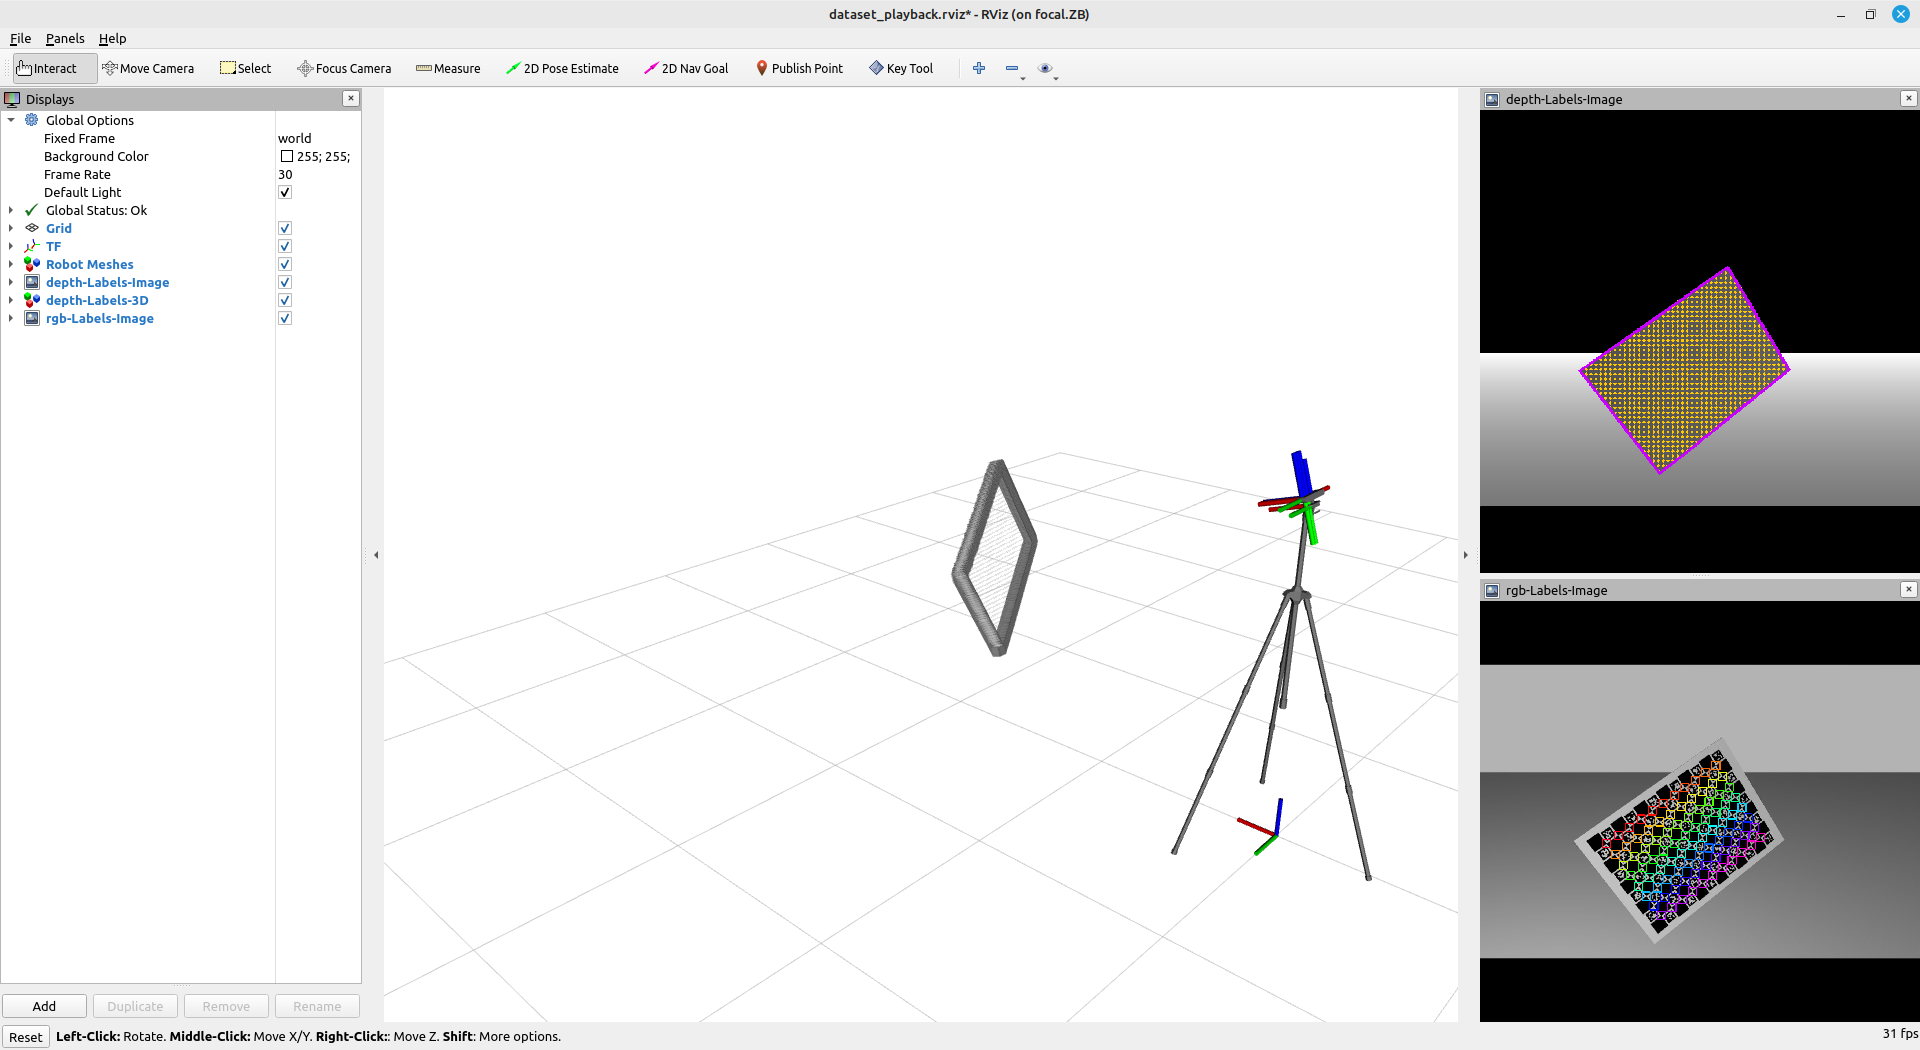 dataset_playback.rviz* - RViz (on focal.ZB)
File Panels Help
Interact Move Camera Select Focus Camera Measure 2D Pose Estimate 2D Nav Goal Publish Point Key Tool
Displays
Global Options
Fixed Frame world
Background Color 255; 255;
Frame Rate 30
Default Light
Global Status: Ok
Grid
TF
Robot Meshes
depth-Labels-Image
depth-Labels-3D
rgb-Labels-Image
Add Duplicate Remove Rename
depth-Labels-Image
rgb-Labels-Image
Reset Left-Click: Rotate. Middle-Click: Move X/Y. Right-Click:: Move Z. Shift: More options. 31 fps